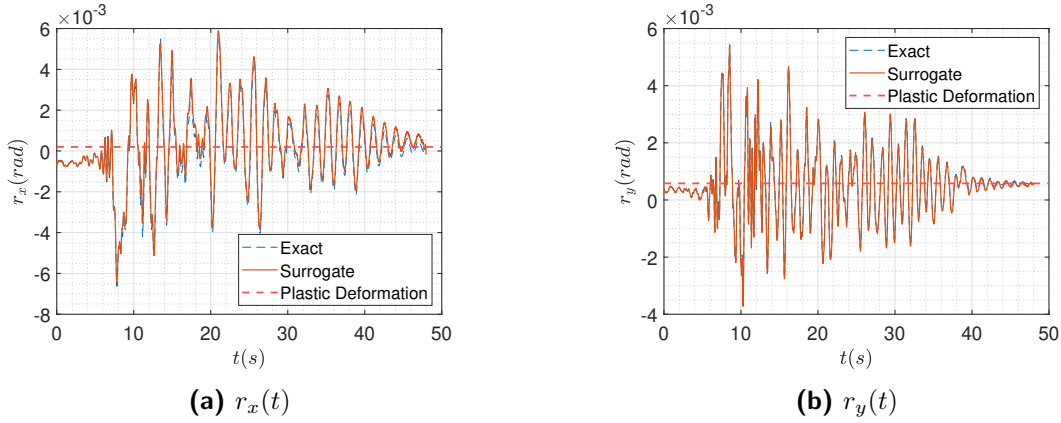 ×10⁻³
6
4
2
0
-2
-4
-6
-8
r_x(rad)
Exact
Surrogate
Plastic Deformation
0 10 20 30 40 50
t(s)
(a) r_x(t)
×10⁻³
6
4
2
0
-2
-4
r_y(rad)
Exact
Surrogate
Plastic Deformation
0 10 20 30 40 50
t(s)
(b) r_y(t)